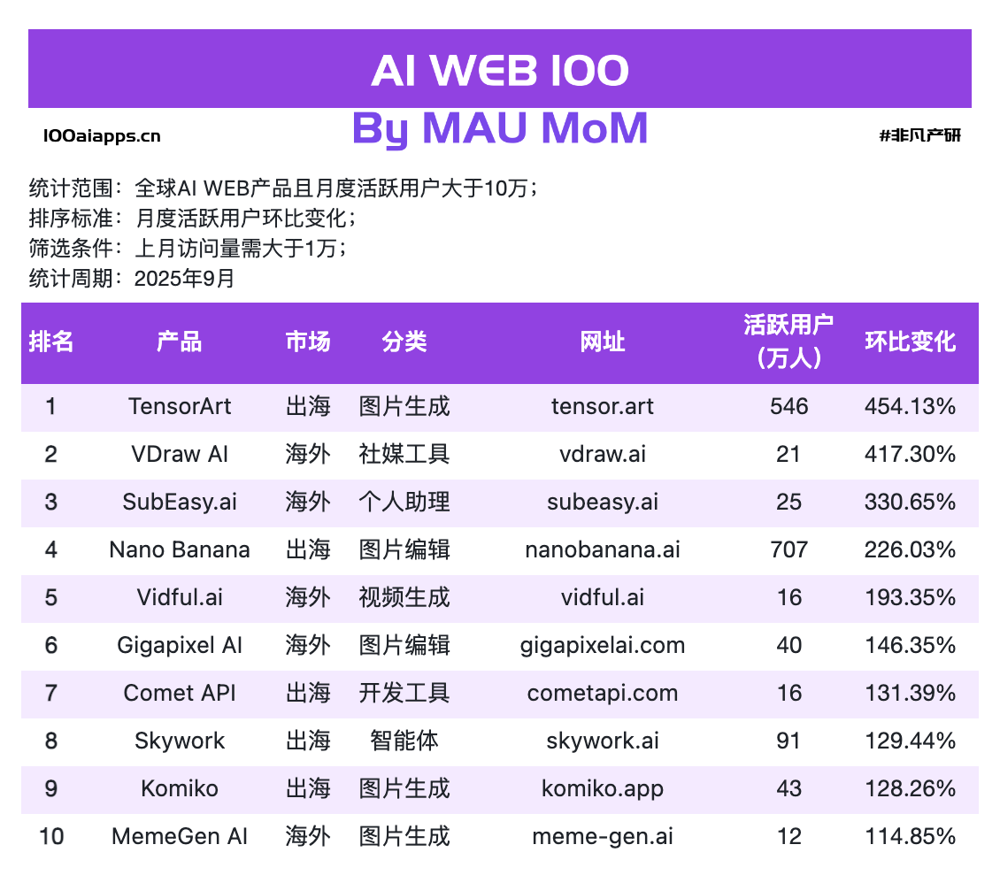 AI WEB 100
By MAU MoM
100aiapps.cn
#非凡产研
统计范围：全球AI WEB产品且月度活跃用户大于10万；
排序标准：月度活跃用户环比变化；
筛选条件：上月访问量需大于1万；
统计周期：2025年9月
排名 产品 市场 分类 网址 活跃用户（万人） 环比变化
1 TensorArt 出海 图片生成 tensor.art 546 454.13%
2 VDraw AI 海外 社媒工具 vdraw.ai 21 417.30%
3 SubEasy.ai 海外 个人助理 subeasy.ai 25 330.65%
4 Nano Banana 出海 图片编辑 nanobanana.ai 707 226.03%
5 Vidful.ai 海外 视频生成 vidful.ai 16 193.35%
6 Gigapixel AI 海外 图片编辑 gigapixelai.com 40 146.35%
7 Comet API 出海 开发工具 cometapi.com 16 131.39%
8 Skywork 出海 智能体 skywork.ai 91 129.44%
9 Komiko 出海 图片生成 komiko.app 43 128.26%
10 MemeGen AI 海外 图片生成 meme-gen.ai 12 114.85%